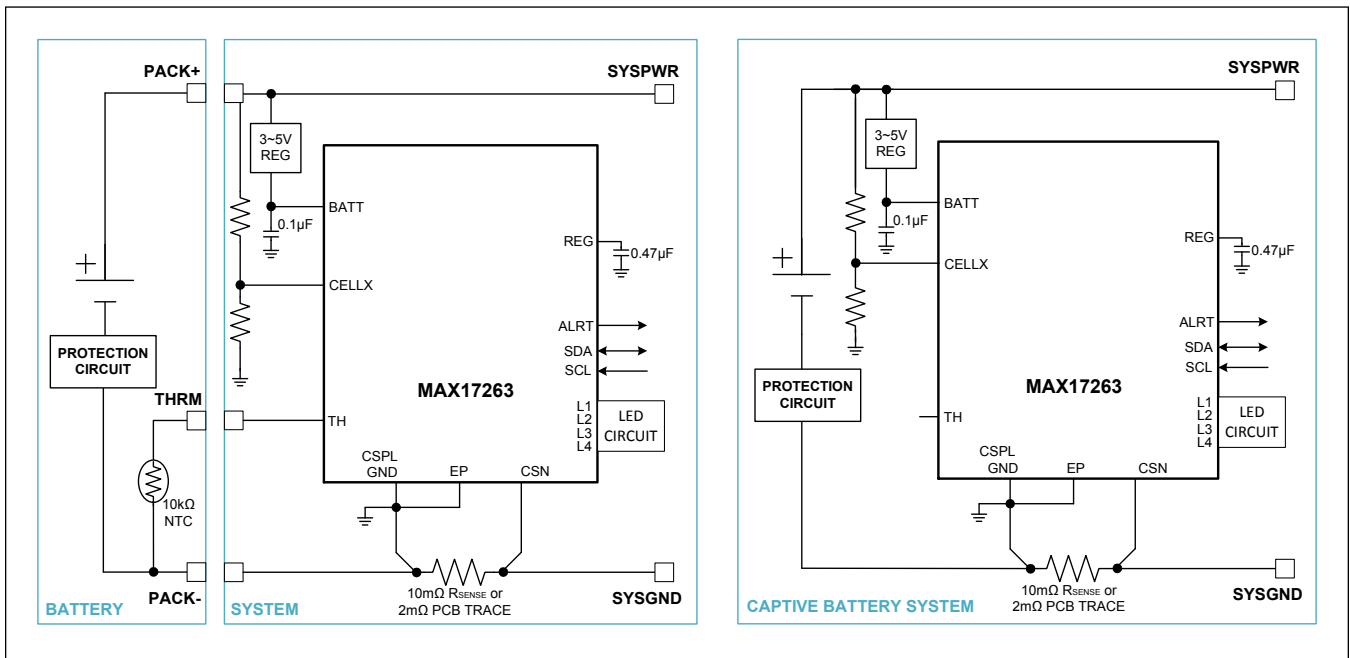 PACK+
SYSPWR
3~5V
REG
BATT
0.1µF
REG
0.47µF
+
CELLX
ALRT
SDA
SCL
PROTECTION
CIRCUIT
MAX17263
THRM
TH
L1
L2
L3
L4
LED
CIRCUIT
CSPL
GND
EP
CSN
10kΩ
NTC
10mΩ RSENSE or
2mΩ PCB TRACE
PACK-
SYSGND
BATTERY
SYSTEM
SYSPWR
3~5V
REG
BATT
0.1µF
REG
0.47µF
+
CELLX
ALRT
SDA
SCL
PROTECTION
CIRCUIT
MAX17263
TH
L1
L2
L3
L4
LED
CIRCUIT
CSPL
GND
EP
CSN
10mΩ RSENSE or
2mΩ PCB TRACE
SYSGND
CAPTIVE BATTERY SYSTEM